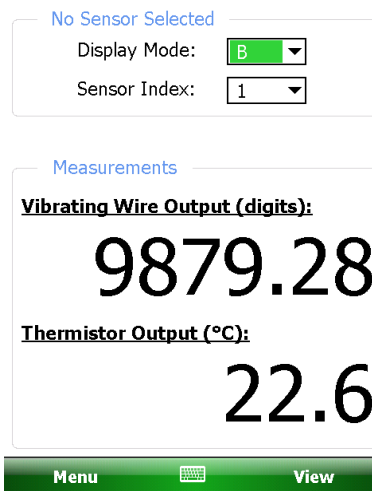 No Sensor Selected
Display Mode: B
Sensor Index: 1
Measurements
Vibrating Wire Output (digits):
9879.28
Thermistor Output (°C):
22.6
Menu View